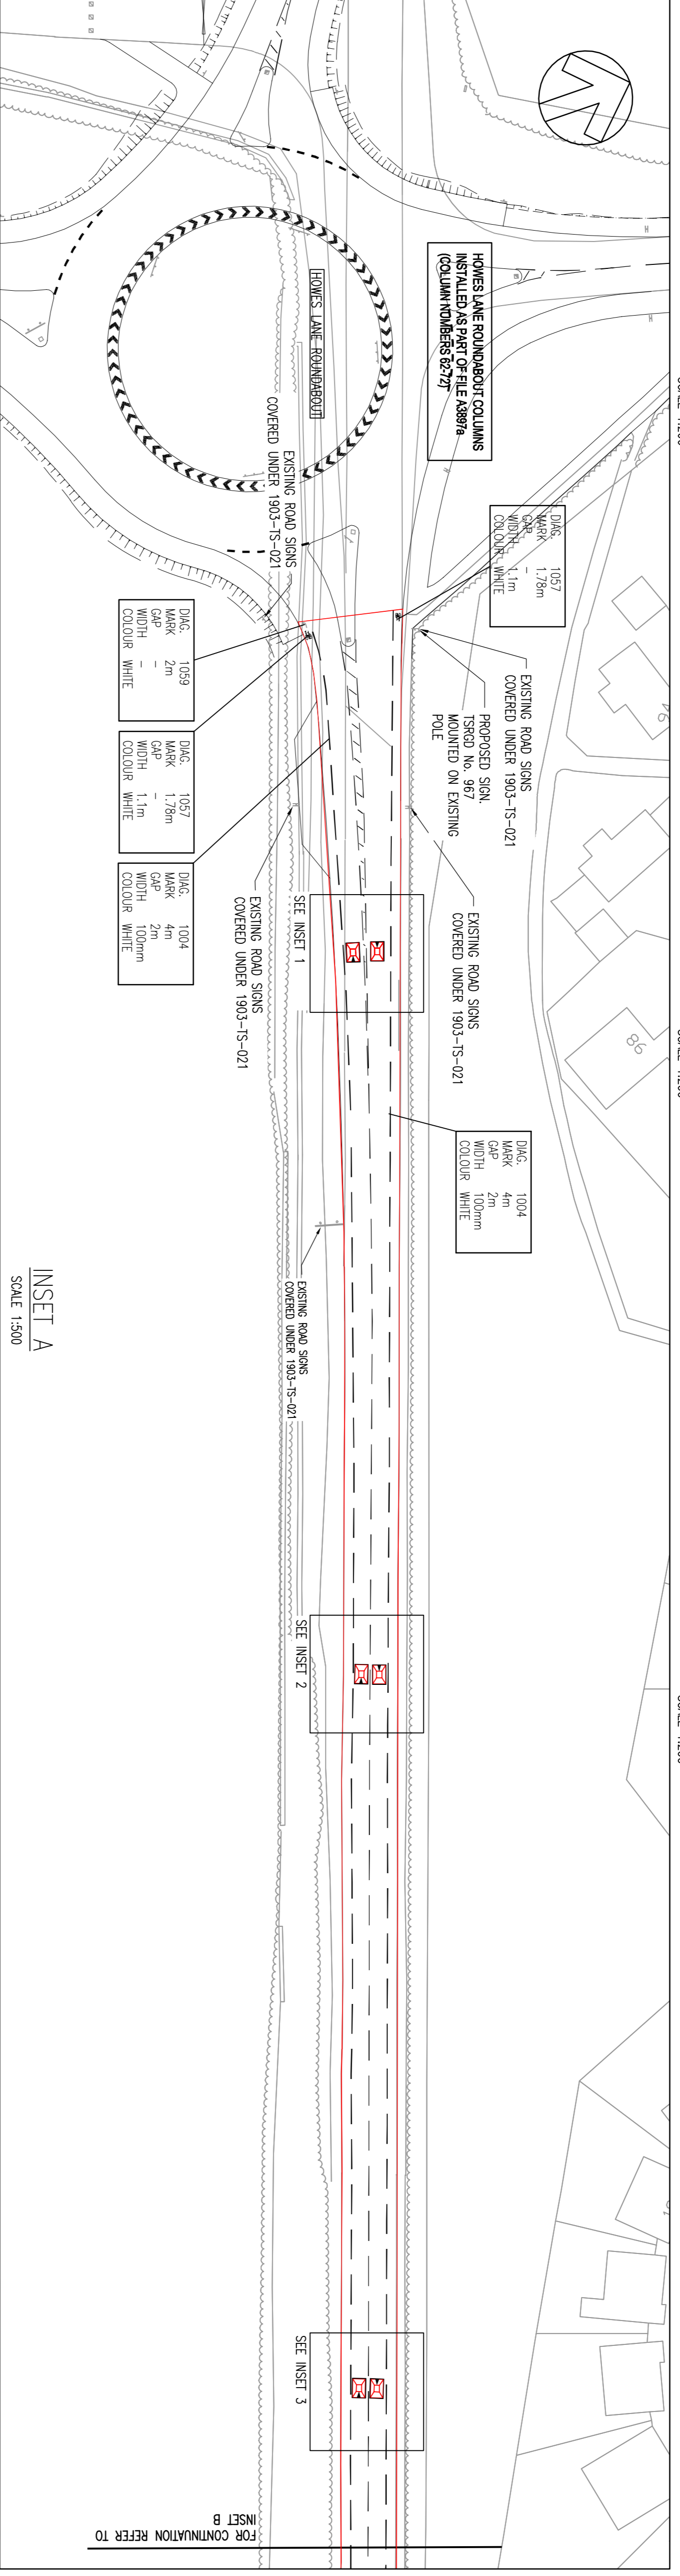 HOWES LANE ROUNDABOUT COLUMNS
INSTALLED AS PART OF FILE A3897a
(COLUMN NUMBERS 62-72)
HOWES LANE ROUNDABOUT
EXISTING ROAD SIGNS
COVERED UNDER 1903-TS-021
DIAG. 1057
MARK 1.78m
GAP -
WIDTH 1.1m
COLOUR WHITE
EXISTING ROAD SIGNS
COVERED UNDER 1903-TS-021
PROPOSED SIGN.
TSRGD No. 967
MOUNTED ON EXISTING
POLE
DIAG. 1059
MARK 2m
GAP -
WIDTH -
COLOUR WHITE
DIAG. 1057
MARK 1.78m
GAP -
WIDTH 1.1m
COLOUR WHITE
DIAG. 1004
MARK 4m
GAP 2m
WIDTH 100mm
COLOUR WHITE
EXISTING ROAD SIGNS
COVERED UNDER 1903-TS-021
SEE INSET 1
EXISTING ROAD SIGNS
COVERED UNDER 1903-TS-021
86
DIAG. 1004
MARK 4m
GAP 2m
WIDTH 100mm
COLOUR WHITE
EXISTING ROAD SIGNS
COVERED UNDER 1903-TS-021
INSET A
SCALE 1:500
SEE INSET 2
SEE INSET 3
FOR CONTINUATION REFER TO
INSET B